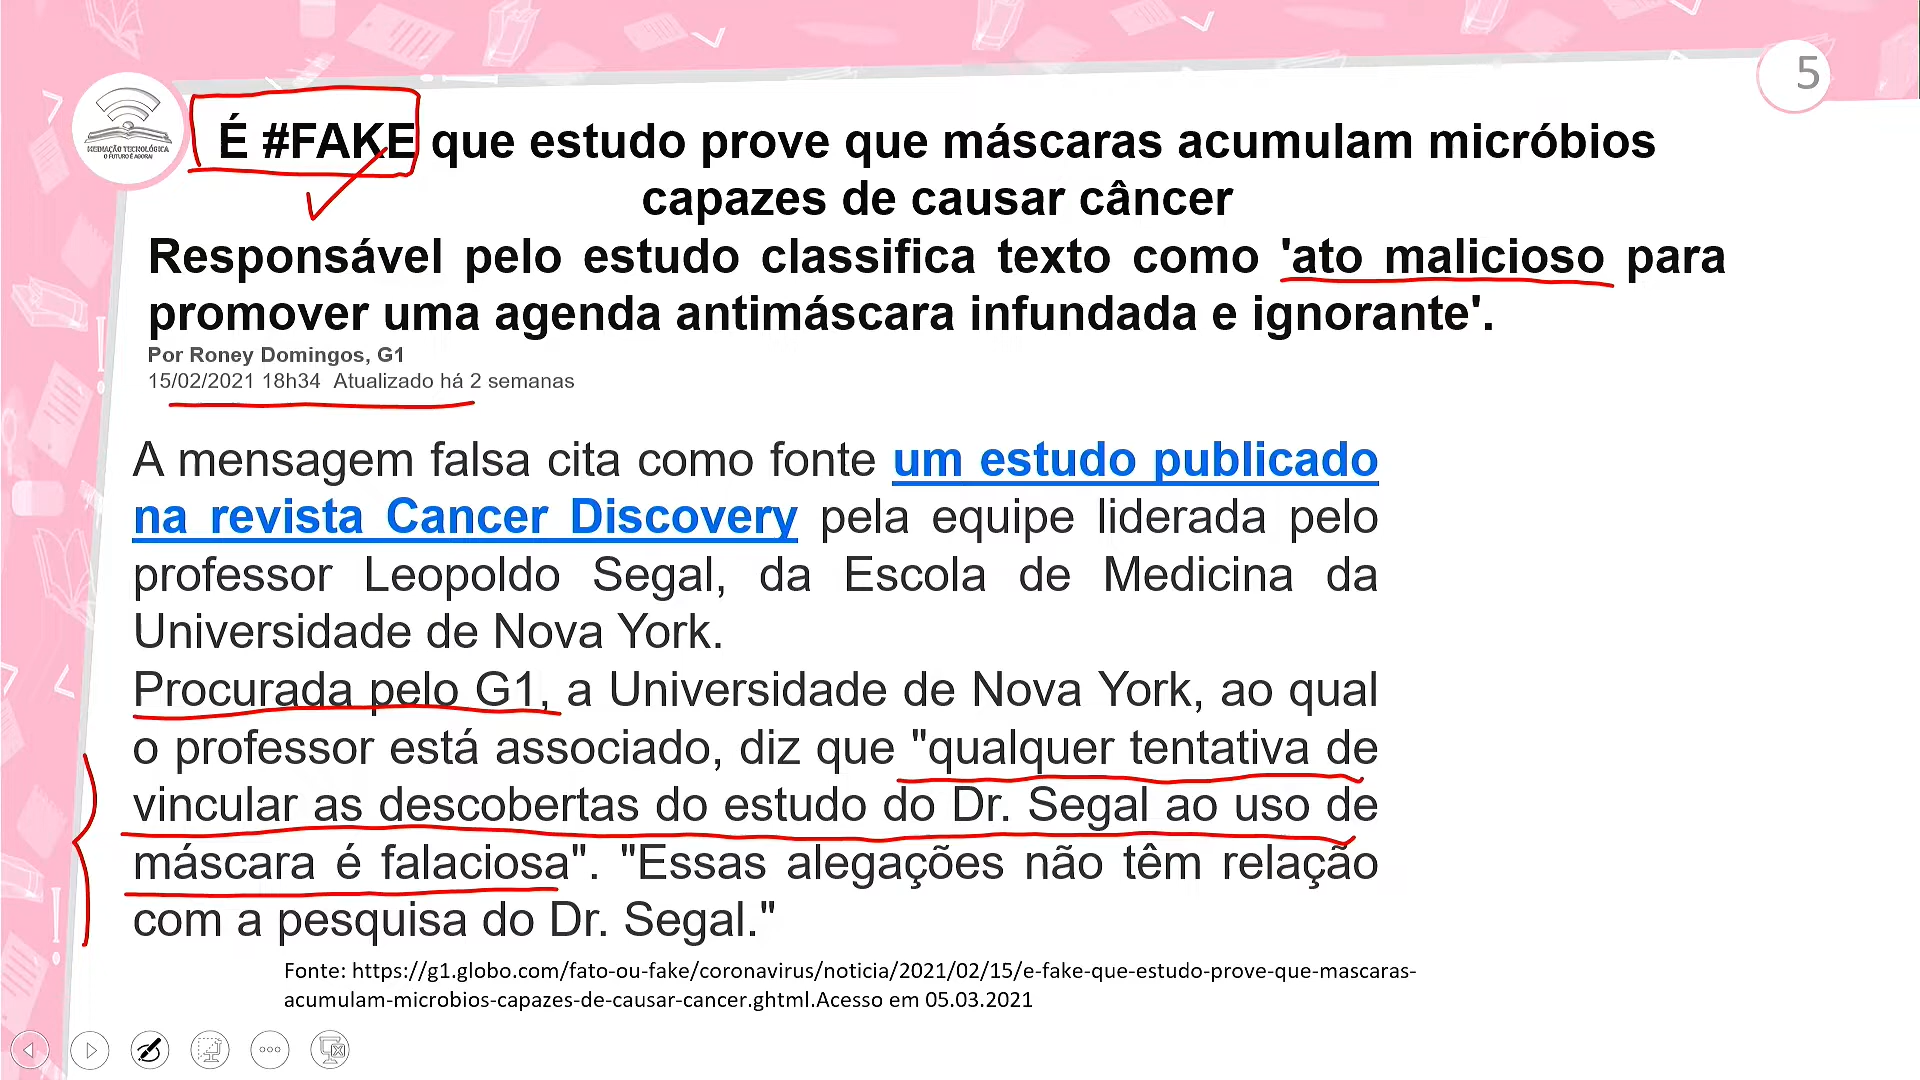 5
MEDIAÇÃO TECNOLÓGICA
O FUTURO É AGORA!
É #FAKE que estudo prove que máscaras acumulam micróbios
capazes de causar câncer
Responsável pelo estudo classifica texto como 'ato malicioso para
promover uma agenda antimáscara infundada e ignorante'.
Por Roney Domingos, G1
15/02/2021 18h34 Atualizado há 2 semanas
A mensagem falsa cita como fonte um estudo publicado
na revista Cancer Discovery pela equipe liderada pelo
professor Leopoldo Segal, da Escola de Medicina da
Universidade de Nova York.
Procurada pelo G1, a Universidade de Nova York, ao qual
o professor está associado, diz que "qualquer tentativa de
vincular as descobertas do estudo do Dr. Segal ao uso de
máscara é falaciosa". "Essas alegações não têm relação
com a pesquisa do Dr. Segal."
Fonte: https://g1.globo.com/fato-ou-fake/coronavirus/noticia/2021/02/15/e-fake-que-estudo-prove-que-mascaras-
acumulam-microbios-capazes-de-causar-cancer.ghtml.Acesso em 05.03.2021